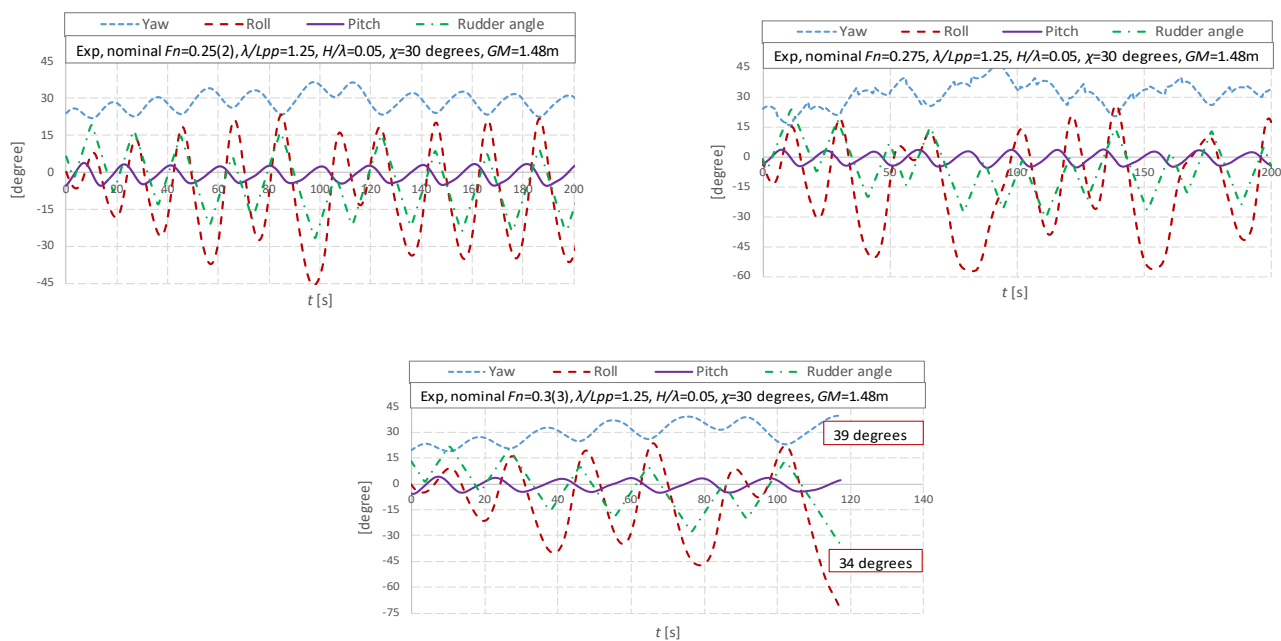 Yaw Roll Pitch Rudder angle
Exp, nominal Fn=0.25(2), λ/Lpp=1.25, H/λ=0.05, χ=30 degrees, GM=1.48m
45
30
15
0
-15
-30
-45
0 20 40 60 80 100 120 140 160 180 200
[degree]
t [s]
Yaw Roll Pitch Rudder angle
Exp, nominal Fn=0.275, λ/Lpp=1.25, H/λ=0.05, χ=30 degrees, GM=1.48m
45
30
15
0
-15
-30
-45
-60
0 50 100 150 200
[degree]
t [s]
Yaw Roll Pitch Rudder angle
Exp, nominal Fn=0.3(3), λ/Lpp=1.25, H/λ=0.05, χ=30 degrees, GM=1.48m
45
30
15
0
-15
-30
-45
-60
-75
0 20 40 60 80 100 120 140
[degree]
39 degrees
34 degrees
t [s]